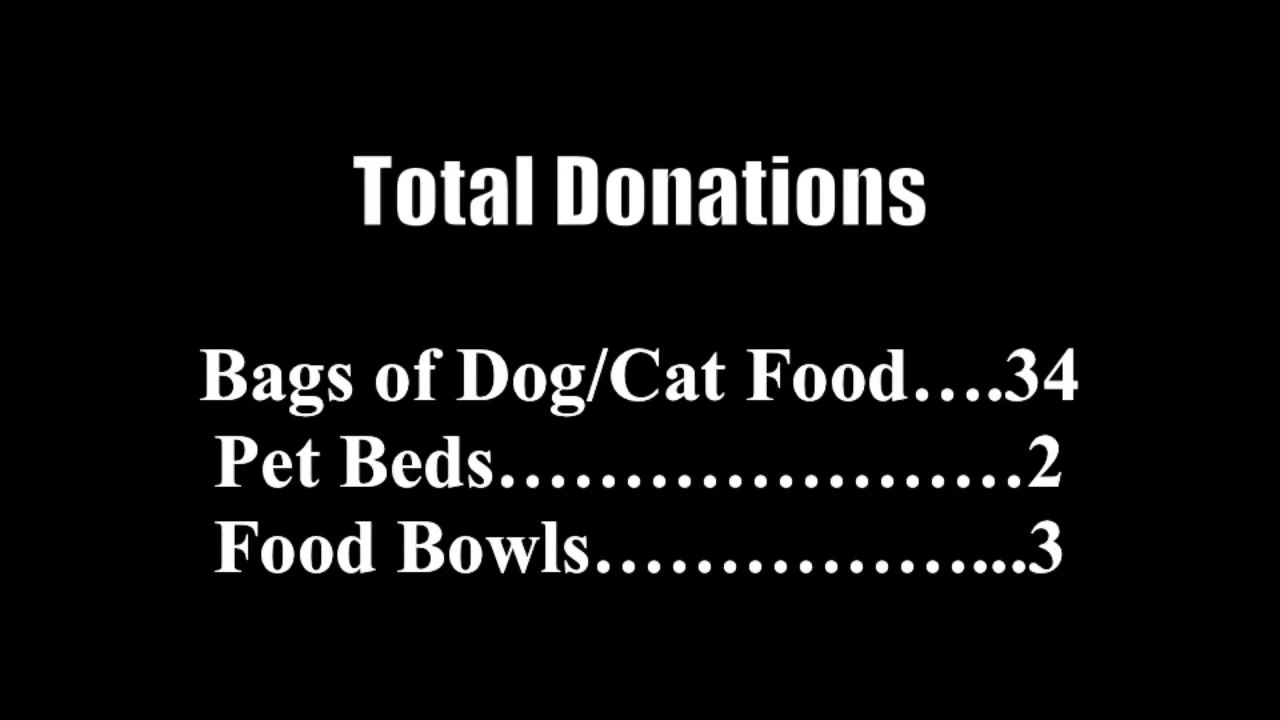 Total Donations
Bags of Dog/Cat Food….34
Pet Beds…………………2
Food Bowls……………...3